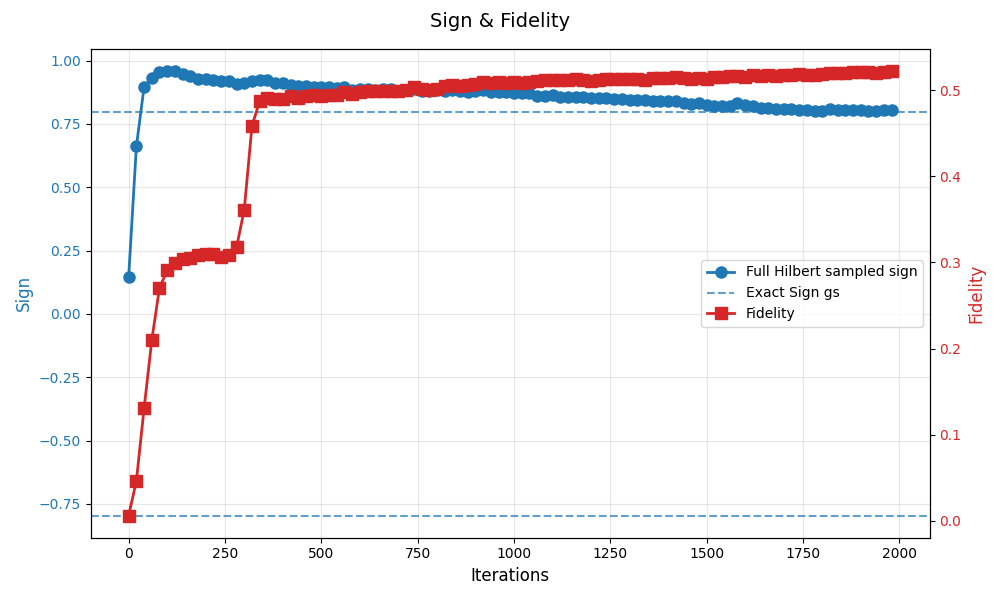 Sign & Fidelity
1.00
0.75
0.50
0.25
0.00
−0.25
−0.50
−0.75
Sign
0.5
0.4
0.3
0.2
0.1
0.0
Fidelity
Full Hilbert sampled sign
Exact Sign gs
Fidelity
0 250 500 750 1000 1250 1500 1750 2000
Iterations